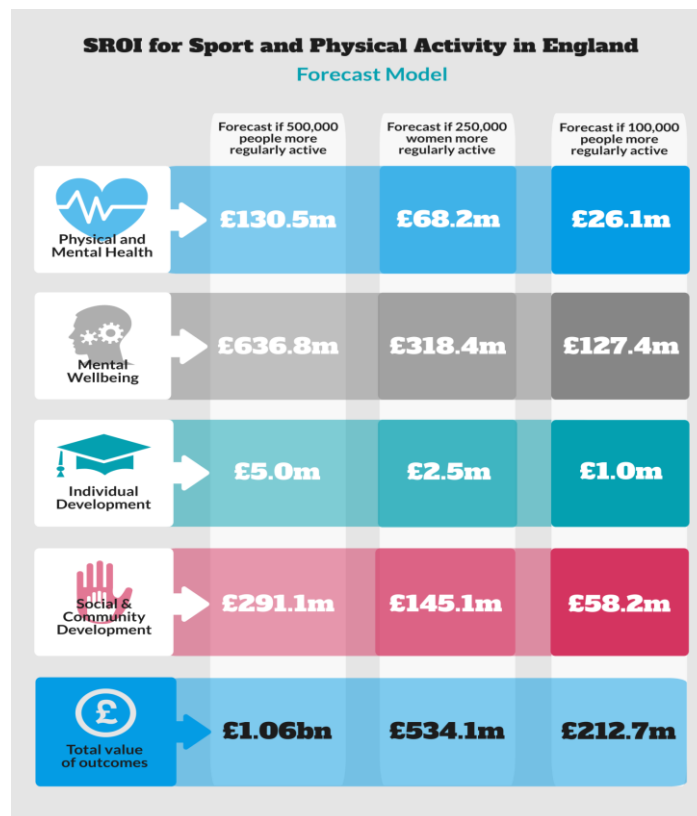 SROI for Sport and Physical Activity in England
Forecast Model
Forecast if 500,000
people more
regularly active
Forecast if 250,000
women more
regularly active
Forecast if 100,000
people more
regularly active
Physical and
Mental Health
£130.5m
£68.2m
£26.1m
Mental
Wellbeing
£636.8m
£318.4m
£127.4m
Individual
Development
£5.0m
£2.5m
£1.0m
Social &
Community
Development
£291.1m
£145.1m
£58.2m
£
Total value
of outcomes
£1.06bn
£534.1m
£212.7m